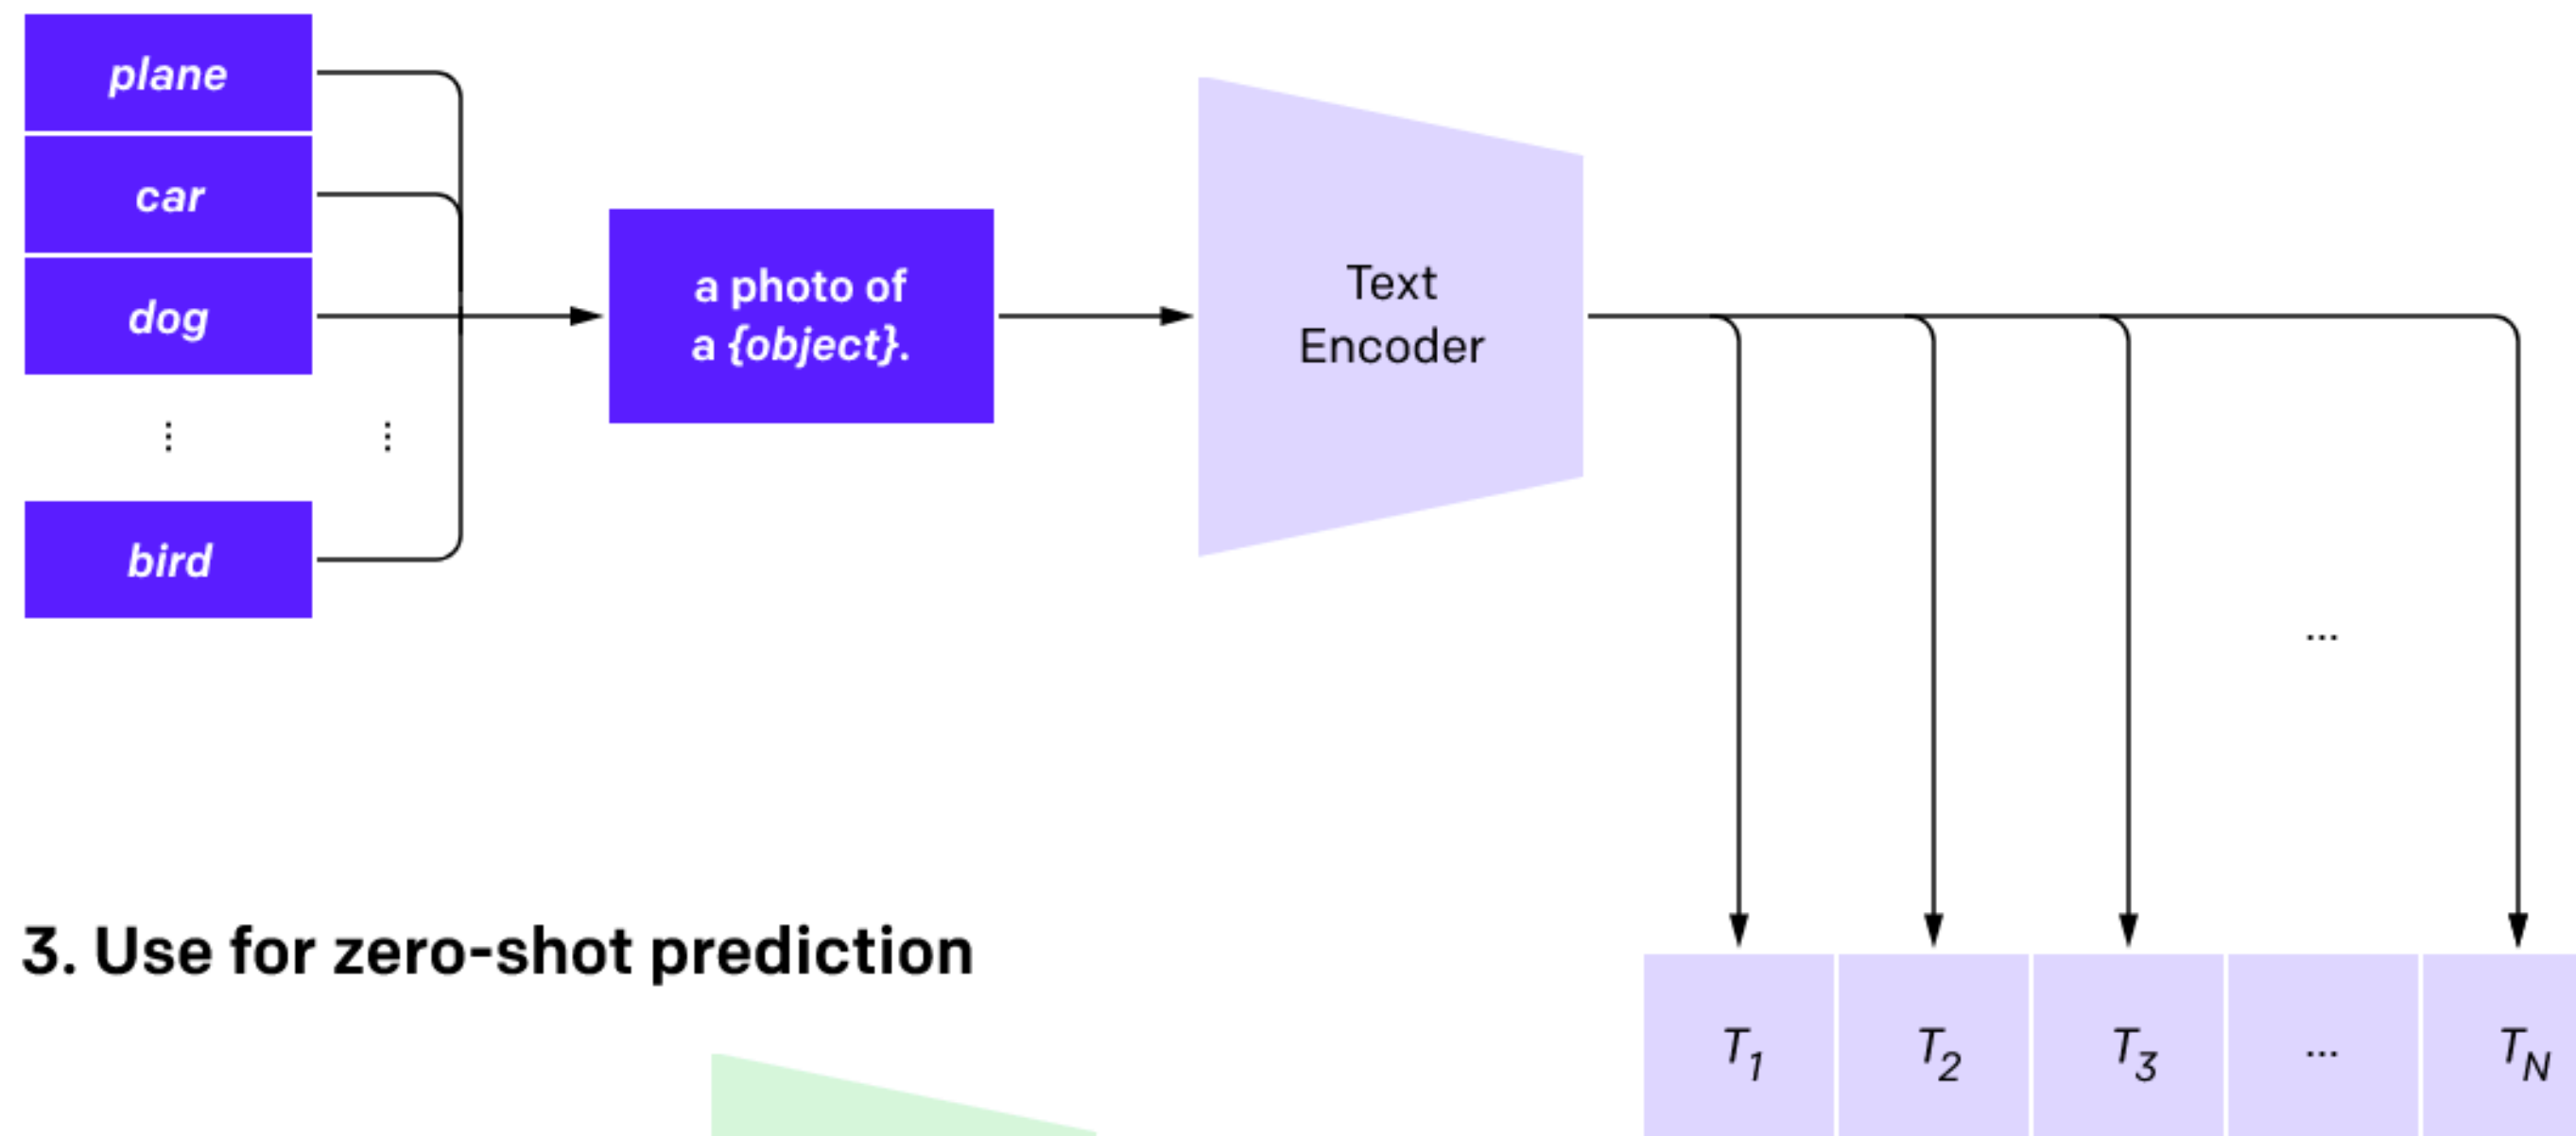 plane
car
dog
⋮ ⋮
bird
a photo of
a {object}.
Text
Encoder
...
3. Use for zero-shot prediction
T1 T2 T3 ... TN